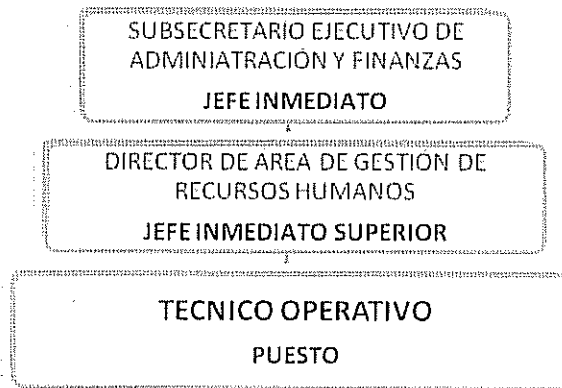 SUBSECRETARIO EJECUTIVO DE
ADMINIATRACIÓN Y FINANZAS
JEFE INMEDIATO
DIRECTOR DE AREA DE GESTIÓN DE
RECURSOS HUMANOS
JEFE INMEDIATO SUPERIOR
TECNICO OPERATIVO
PUESTO